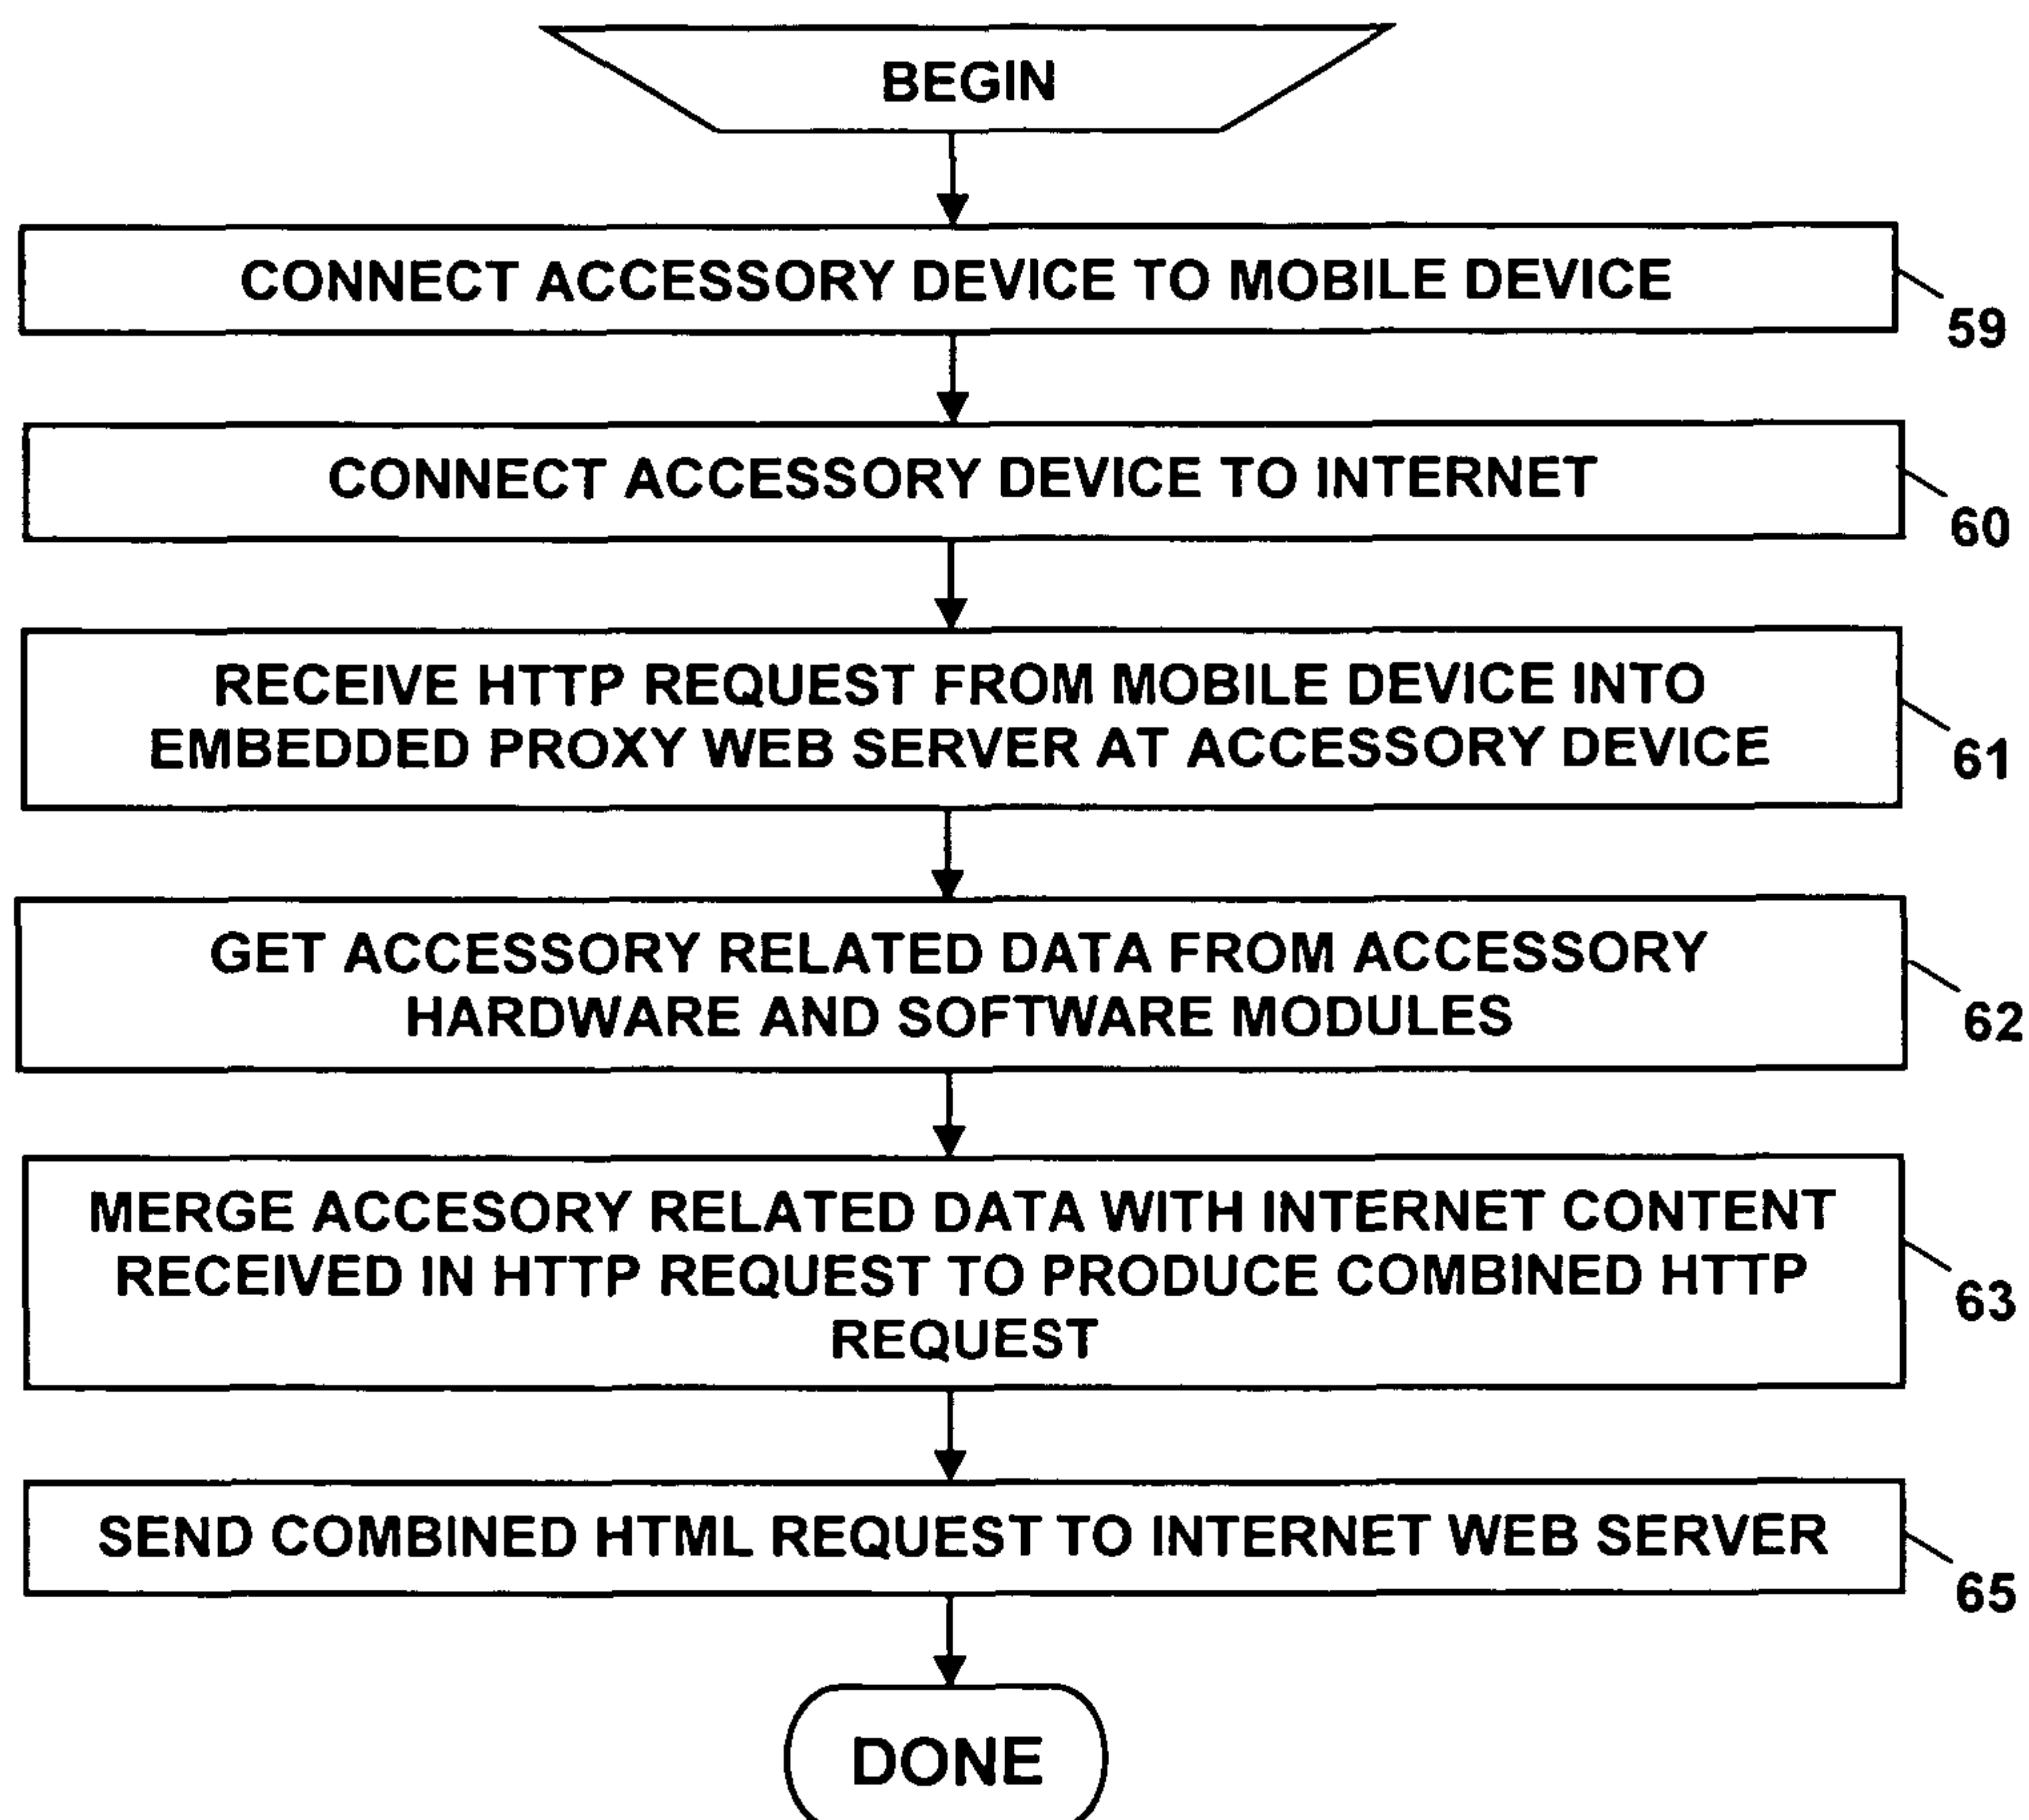 BEGIN
CONNECT ACCESSORY DEVICE TO MOBILE DEVICE
59
CONNECT ACCESSORY DEVICE TO INTERNET
60
RECEIVE HTTP REQUEST FROM MOBILE DEVICE INTO
EMBEDDED PROXY WEB SERVER AT ACCESSORY DEVICE
61
GET ACCESSORY RELATED DATA FROM ACCESSORY
HARDWARE AND SOFTWARE MODULES
62
MERGE ACCESORY RELATED DATA WITH INTERNET CONTENT
RECEIVED IN HTTP REQUEST TO PRODUCE COMBINED HTTP
REQUEST
63
SEND COMBINED HTML REQUEST TO INTERNET WEB SERVER
65
DONE